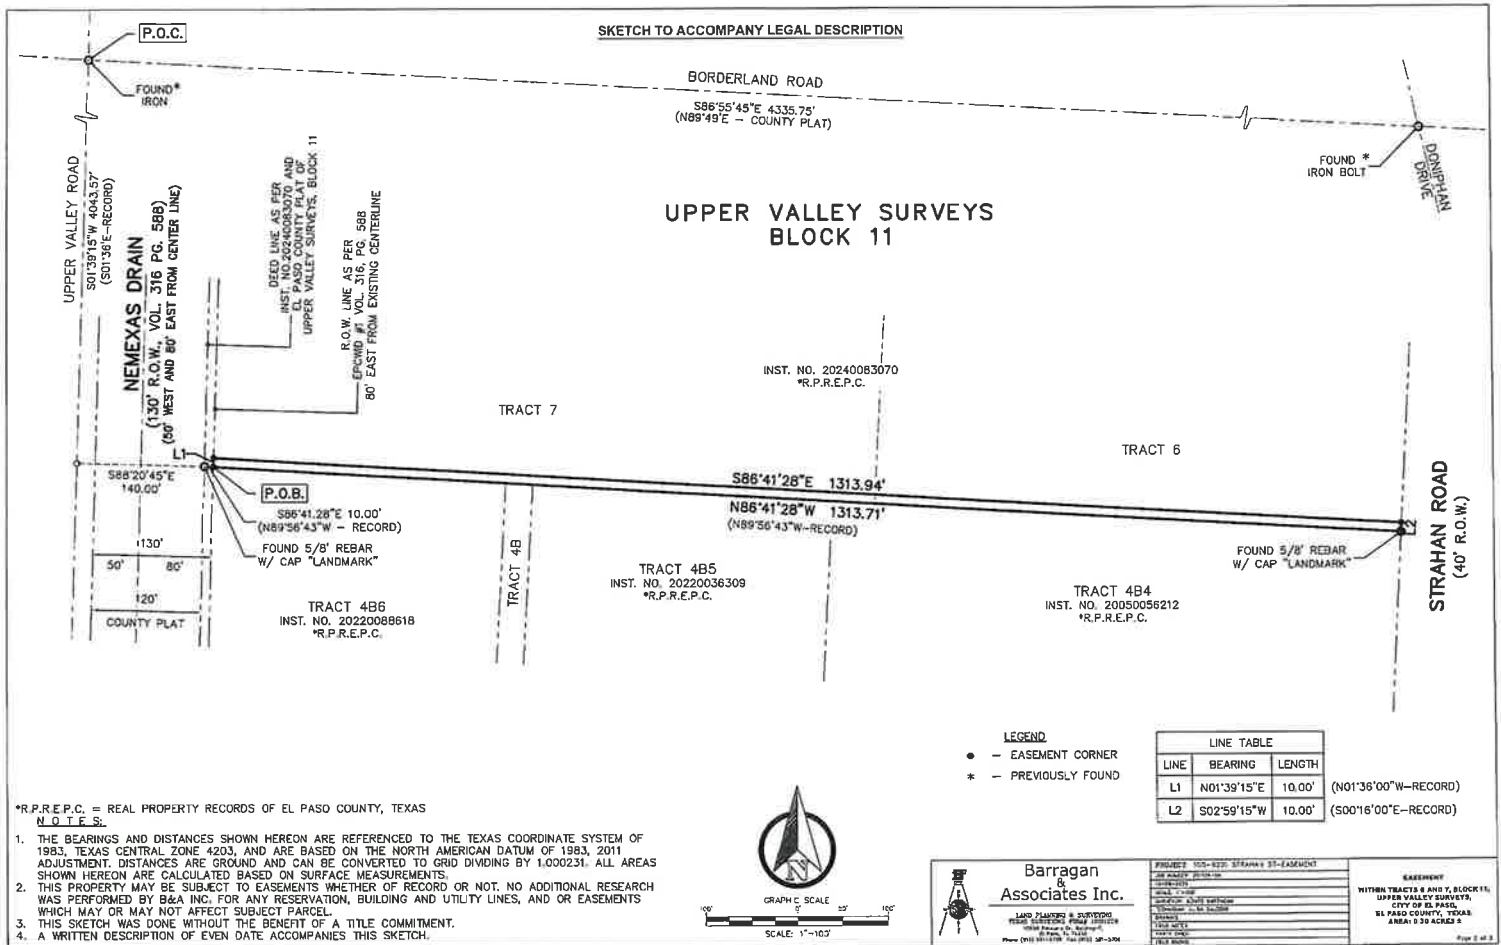 SKETCH TO ACCOMPANY LEGAL DESCRIPTION
P.O.C.
FOUND*
IRON
BORDERLAND ROAD
S86°55'45"E 4335.75'
(N89°49'E – COUNTY PLAT)
FOUND *
IRON BOLT
DONIPHAN
DRIVE
UPPER VALLEY ROAD
S01°39'15"W 4043.57'
(S01°36'E–RECORD)
NEMEXAS DRAIN
(130' R.O.W., VOL. 316 PG. 588)
(50' WEST AND 80' EAST FROM CENTER LINE)
DEED LINE AS PER
INST. NO.20240083070 AND
EL PASO COUNTY PLAT OF
UPPER VALLEY SURVEYS, BLOCK 11
R.O.W. LINE AS PER
EPCWID #1 VOL. 316, PG. 588
80' EAST FROM EXISTING CENTERLINE
UPPER VALLEY SURVEYS
BLOCK 11
INST. NO. 20240083070
*R.P.R.E.P.C.
TRACT 7
TRACT 6
L1
S88°20'45"E
140.00'
P.O.B.
S86°41'28"E 10.00'
(N89°56'43"W – RECORD)
FOUND 5/8' REBAR
W/ CAP "LANDMARK"
S86°41'28"E 1313.94'
N86°41'28"W 1313.71'
(N89°56'43"W–RECORD)
L2
FOUND 5/8' REBAR
W/ CAP "LANDMARK"
STRAHAN ROAD
(40' R.O.W.)
130'
50' 80'
120'
COUNTY PLAT
TRACT 4B6
INST. NO. 20220088618
*R.P.R.E.P.C.
TRACT 4B
TRACT 4B5
INST. NO. 20220036309
*R.P.R.E.P.C.
TRACT 4B4
INST. NO. 20050056212
*R.P.R.E.P.C.
LEGEND
● – EASEMENT CORNER
* – PREVIOUSLY FOUND
LINE TABLE
LINE BEARING LENGTH
L1 N01°39'15"E 10.00' (N01°36'00"W–RECORD)
L2 S02°59'15"W 10.00' (S00°16'00"E–RECORD)
*R.P.R.E.P.C. = REAL PROPERTY RECORDS OF EL PASO COUNTY, TEXAS
N O T E S:
1. THE BEARINGS AND DISTANCES SHOWN HEREON ARE REFERENCED TO THE TEXAS COORDINATE SYSTEM OF
1983, TEXAS CENTRAL ZONE 4203, AND ARE BASED ON THE NORTH AMERICAN DATUM OF 1983, 2011
ADJUSTMENT. DISTANCES ARE GROUND AND CAN BE CONVERTED TO GRID DIVIDING BY 1.000231. ALL AREAS
SHOWN HEREON ARE CALCULATED BASED ON SURFACE MEASUREMENTS.
2. THIS PROPERTY MAY BE SUBJECT TO EASEMENTS WHETHER OF RECORD OR NOT. NO ADDITIONAL RESEARCH
WAS PERFORMED BY B&A INC. FOR ANY RESERVATION, BUILDING AND UTILITY LINES, AND OR EASEMENTS
WHICH MAY OR MAY NOT AFFECT SUBJECT PARCEL.
3. THIS SKETCH WAS DONE WITHOUT THE BENEFIT OF A TITLE COMMITMENT.
4. A WRITTEN DESCRIPTION OF EVEN DATE ACCOMPANIES THIS SKETCH.
N
GRAPHIC SCALE
100' 0 50' 100'
SCALE: 1"=100'
Barragan
&
Associates Inc.
LAND PLANNING & SURVEYING
EASEMENT
WITHIN TRACTS 6 AND 7, BLOCK 11,
UPPER VALLEY SURVEYS,
CITY OF EL PASO,
EL PASO COUNTY, TEXAS.
AREA: 0.30 ACRES ±